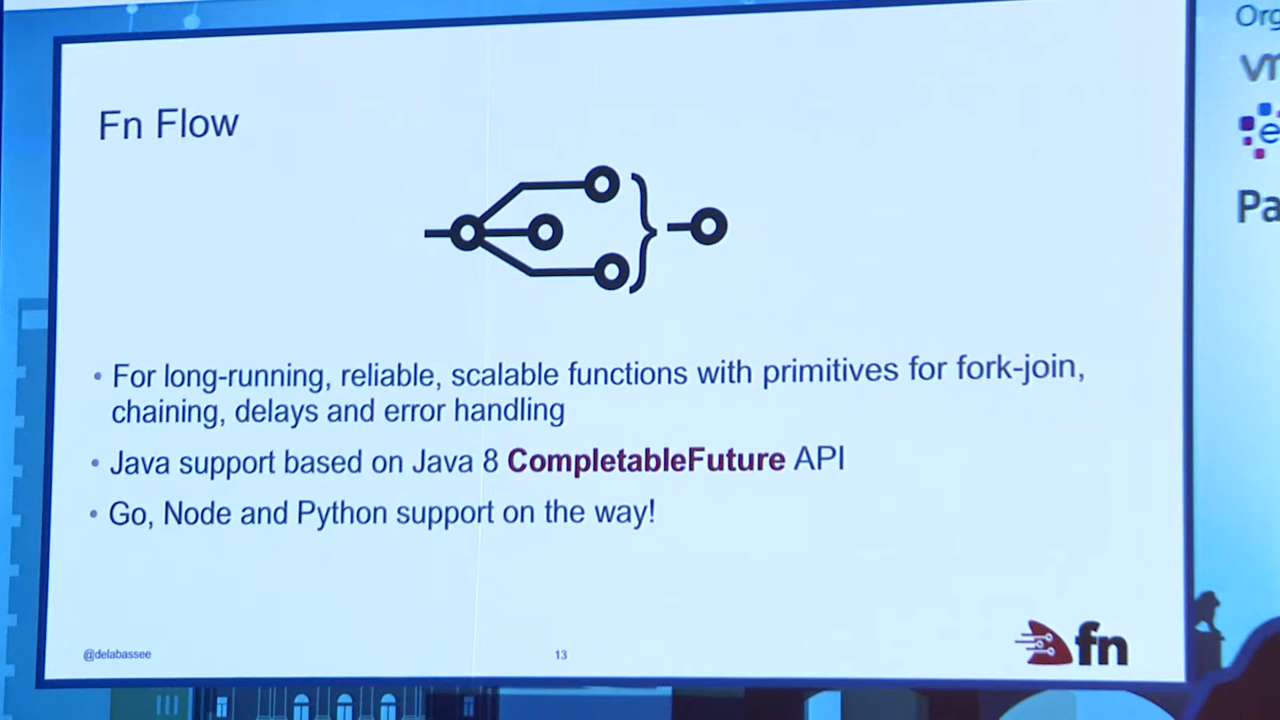 Fn Flow
• For long-running, reliable, scalable functions with primitives for fork-join,
chaining, delays and error handling
• Java support based on Java 8 CompletableFuture API
• Go, Node and Python support on the way!
@delabassee
13
fn
Org
vm
e
Pa